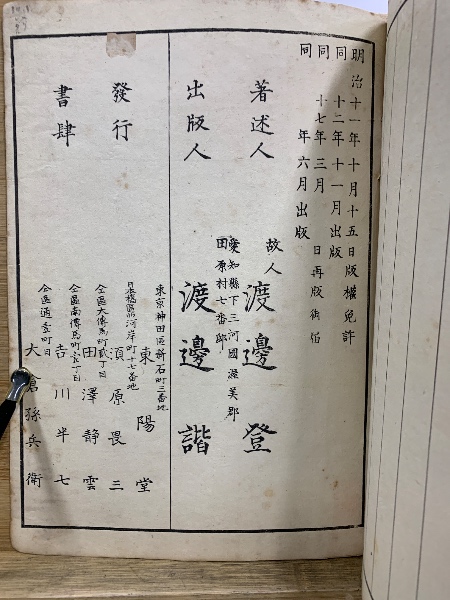 明治十一年十月十五日版權免許
同十二年十一月出版
同十七年三月　日再版御届
同年六月出版
著述人
故人
渡邊登
愛知縣下三河國渥美郡
田原村七番邸
出版人
渡邊諧
發行
書肆
東京神田區新石町三番地
東陽堂
日本橋區河岸町十七番地
須原畏三
仝區大傳馬町貳丁目
田澤静雲
仝區南傳馬町壹丁目
吉川半七
仝區通壹町目
大倉孫兵衛